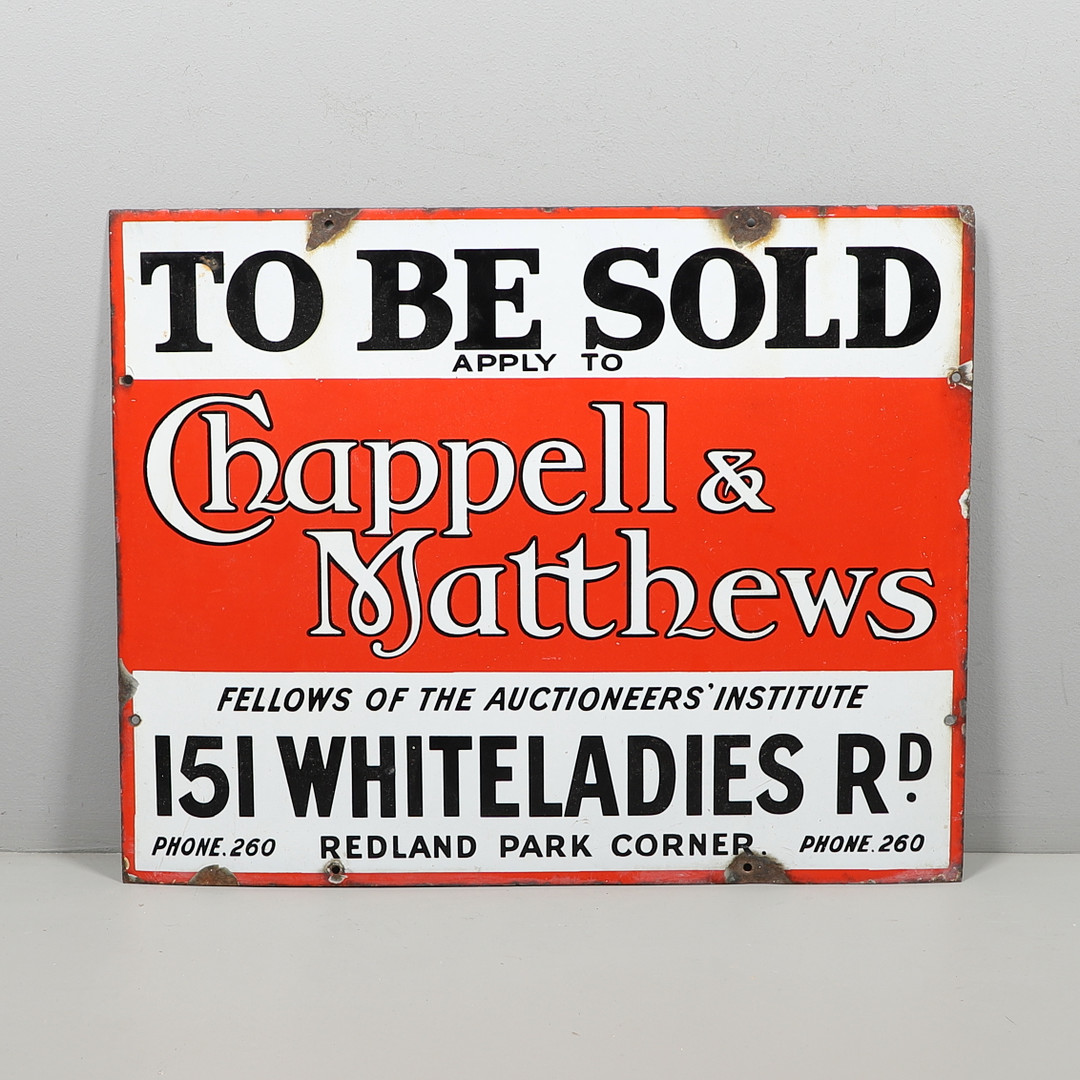 TO BE SOLD
APPLY TO
Chappell &
Matthews
FELLOWS OF THE AUCTIONEERS' INSTITUTE
151 WHITELADIES RD.
PHONE. 260 REDLAND PARK CORNER. PHONE. 260